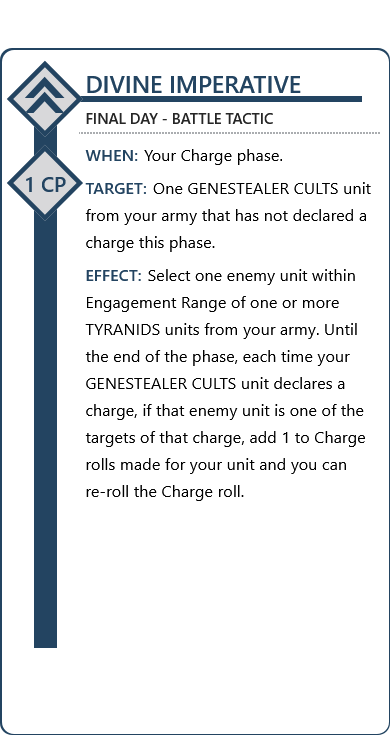 DIVINE IMPERATIVE
FINAL DAY - BATTLE TACTIC
WHEN: Your Charge phase.
1 CP
TARGET: One GENESTEALER CULTS unit
from your army that has not declared a
charge this phase.
EFFECT: Select one enemy unit within
Engagement Range of one or more
TYRANIDS units from your army. Until
the end of the phase, each time your
GENESTEALER CULTS unit declares a
charge, if that enemy unit is one of the
targets of that charge, add 1 to Charge
rolls made for your unit and you can
re-roll the Charge roll.